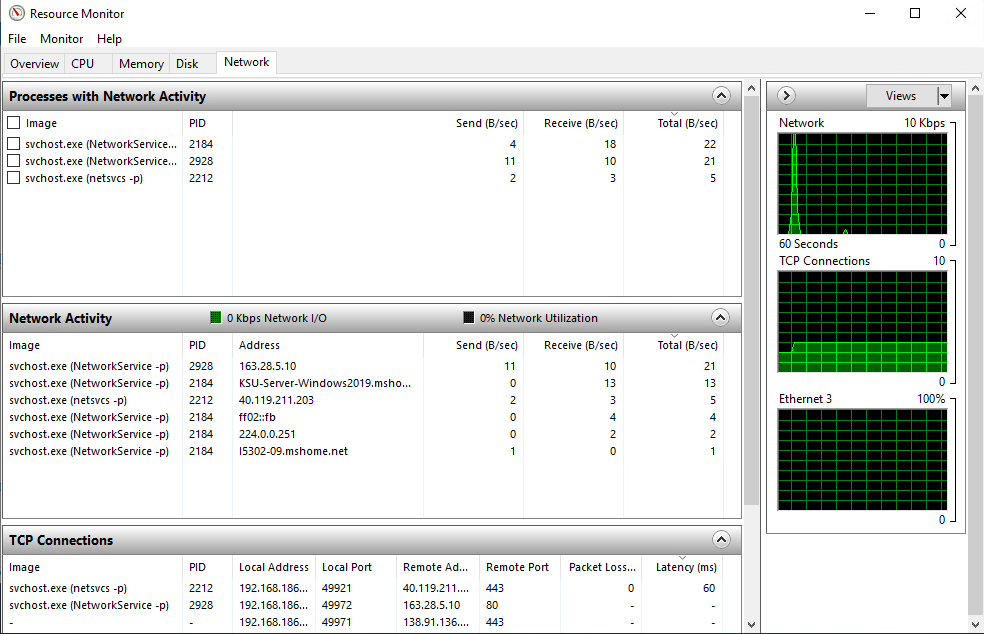 Resource Monitor
File Monitor Help
Overview CPU Memory Disk Network
Processes with Network Activity
Image PID Send (B/sec) Receive (B/sec) Total (B/sec)
svchost.exe (NetworkService... 2184 4 18 22
svchost.exe (NetworkService... 2928 11 10 21
svchost.exe (netsvcs -p) 2212 2 3 5
Network Activity 0 Kbps Network I/O 0% Network Utilization
Image PID Address Send (B/sec) Receive (B/sec) Total (B/sec)
svchost.exe (NetworkService -p) 2928 163.28.5.10 11 10 21
svchost.exe (NetworkService -p) 2184 KSU-Server-Windows2019.msho... 0 13 13
svchost.exe (netsvcs -p) 2212 40.119.211.203 2 3 5
svchost.exe (NetworkService -p) 2184 ff02::fb 0 4 4
svchost.exe (NetworkService -p) 2184 224.0.0.251 0 2 2
svchost.exe (NetworkService -p) 2184 I5302-09.mshome.net 1 0 1
TCP Connections
Image PID Local Address Local Port Remote Ad... Remote Port Packet Loss... Latency (ms)
svchost.exe (netsvcs -p) 2212 192.168.186... 49921 40.119.211.... 443 0 60
svchost.exe (NetworkService -p) 2928 192.168.186... 49972 163.28.5.10 80 - -
- - 192.168.186... 49971 138.91.136.... 443 - -
Views
Network 10 Kbps
60 Seconds 0
TCP Connections 10
0
Ethernet 3 100%
0